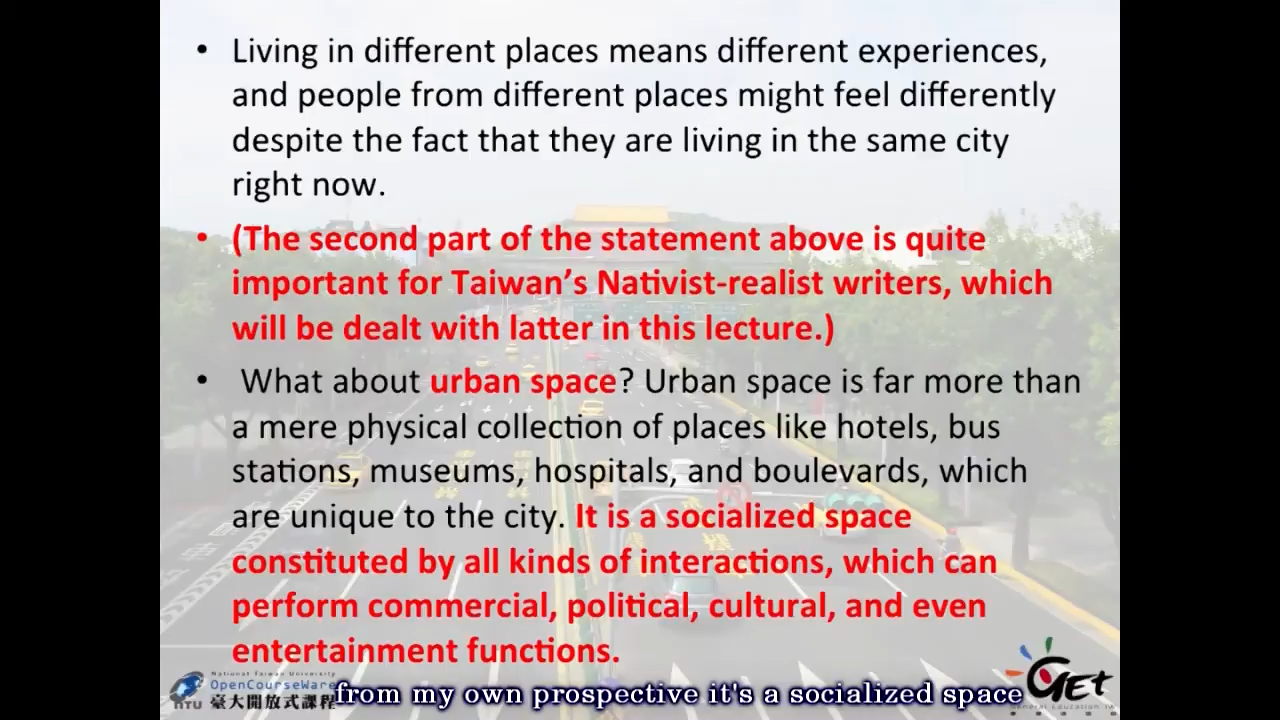 • Living in different places means different experiences,
and people from different places might feel differently
despite the fact that they are living in the same city
right now.
• (The second part of the statement above is quite
important for Taiwan’s Nativist-realist writers, which
will be dealt with latter in this lecture.)
• What about urban space? Urban space is far more than
a mere physical collection of places like hotels, bus
stations, museums, hospitals, and boulevards, which
are unique to the city. It is a socialized space
constituted by all kinds of interactions, which can
perform commercial, political, cultural, and even
entertainment functions.
National Taiwan University
OpenCourseWare
NTU 臺大開放式課程
from my own prospective it's a socialized space
GET
General Education TW